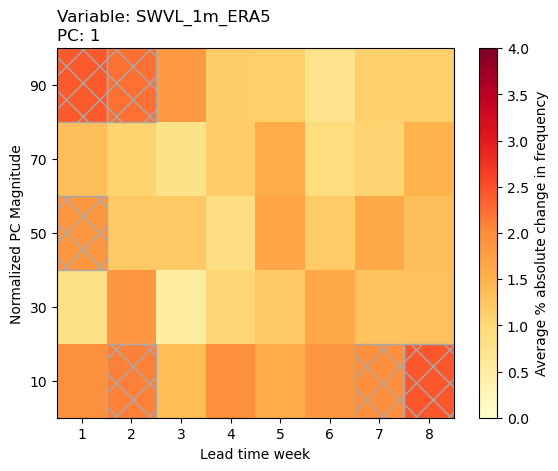 Variable: SWVL_1m_ERA5
PC: 1
Normalized PC Magnitude
90
70
50
30
10
1 2 3 4 5 6 7 8
Lead time week
4.0
3.5
3.0
2.5
2.0
1.5
1.0
0.5
0.0
Average % absolute change in frequency